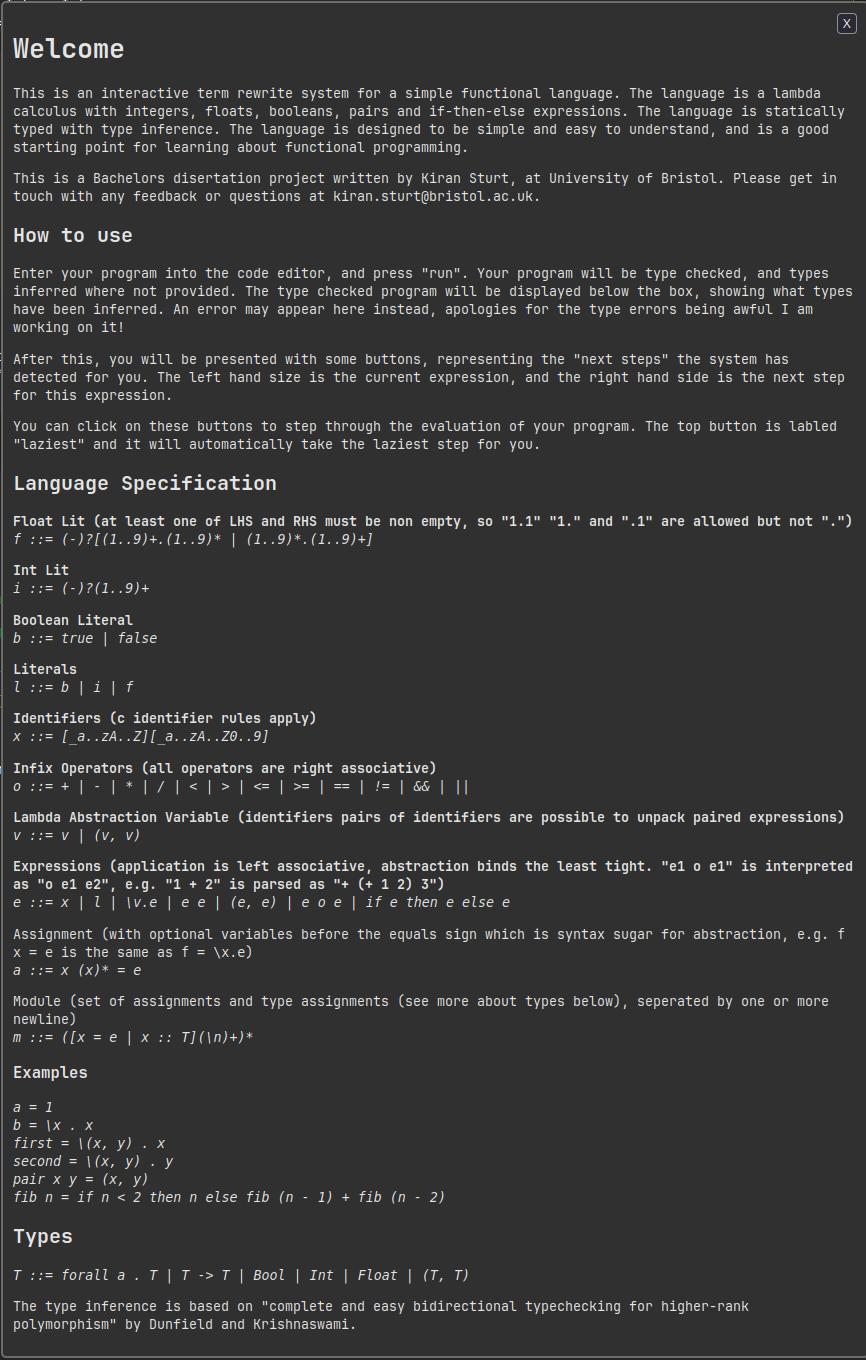 X
Welcome
This is an interactive term rewrite system for a simple functional language. The language is a lambda
calculus with integers, floats, booleans, pairs and if-then-else expressions. The language is statically
typed with type inference. The language is designed to be simple and easy to understand, and is a good
starting point for learning about functional programming.
This is a Bachelors disertation project written by Kiran Sturt, at University of Bristol. Please get in
touch with any feedback or questions at kiran.sturt@bristol.ac.uk.
How to use
Enter your program into the code editor, and press "run". Your program will be type checked, and types
inferred where not provided. The type checked program will be displayed below the box, showing what types
have been inferred. An error may appear here instead, apologies for the type errors being awful I am
working on it!
After this, you will be presented with some buttons, representing the "next steps" the system has
detected for you. The left hand size is the current expression, and the right hand side is the next step
for this expression.
You can click on these buttons to step through the evaluation of your program. The top button is labled
"laziest" and it will automatically take the laziest step for you.
Language Specification
Float Lit (at least one of LHS and RHS must be non empty, so "1.1" "1." and ".1" are allowed but not ".")
f ::= (-)?[(1..9)+.(1..9)* | (1..9)*.(1..9)+]
Int Lit
i ::= (-)?(1..9)+
Boolean Literal
b ::= true | false
Literals
l ::= b | i | f
Identifiers (c identifier rules apply)
x ::= [_a..zA..Z][_a..zA..Z0..9]
Infix Operators (all operators are right associative)
o ::= + | - | * | / | < | > | <= | >= | == | != | && | ||
Lambda Abstraction Variable (identifiers pairs of identifiers are possible to unpack paired expressions)
v ::= v | (v, v)
Expressions (application is left associative, abstraction binds the least tight. "e1 o e1" is interpreted
as "o e1 e2", e.g. "1 + 2" is parsed as "+ (+ 1 2) 3")
e ::= x | l | \v.e | e e | (e, e) | e o e | if e then e else e
Assignment (with optional variables before the equals sign which is syntax sugar for abstraction, e.g. f
x = e is the same as f = \x.e)
a ::= x (x)* = e
Module (set of assignments and type assignments (see more about types below), seperated by one or more
newline)
m ::= ([x = e | x :: T](\n)+)*
Examples
a = 1
b = \x . x
first = \(x, y) . x
second = \(x, y) . y
pair x y = (x, y)
fib n = if n < 2 then n else fib (n - 1) + fib (n - 2)
Types
T ::= forall a . T | T -> T | Bool | Int | Float | (T, T)
The type inference is based on "complete and easy bidirectional typechecking for higher-rank
polymorphism" by Dunfield and Krishnaswami.